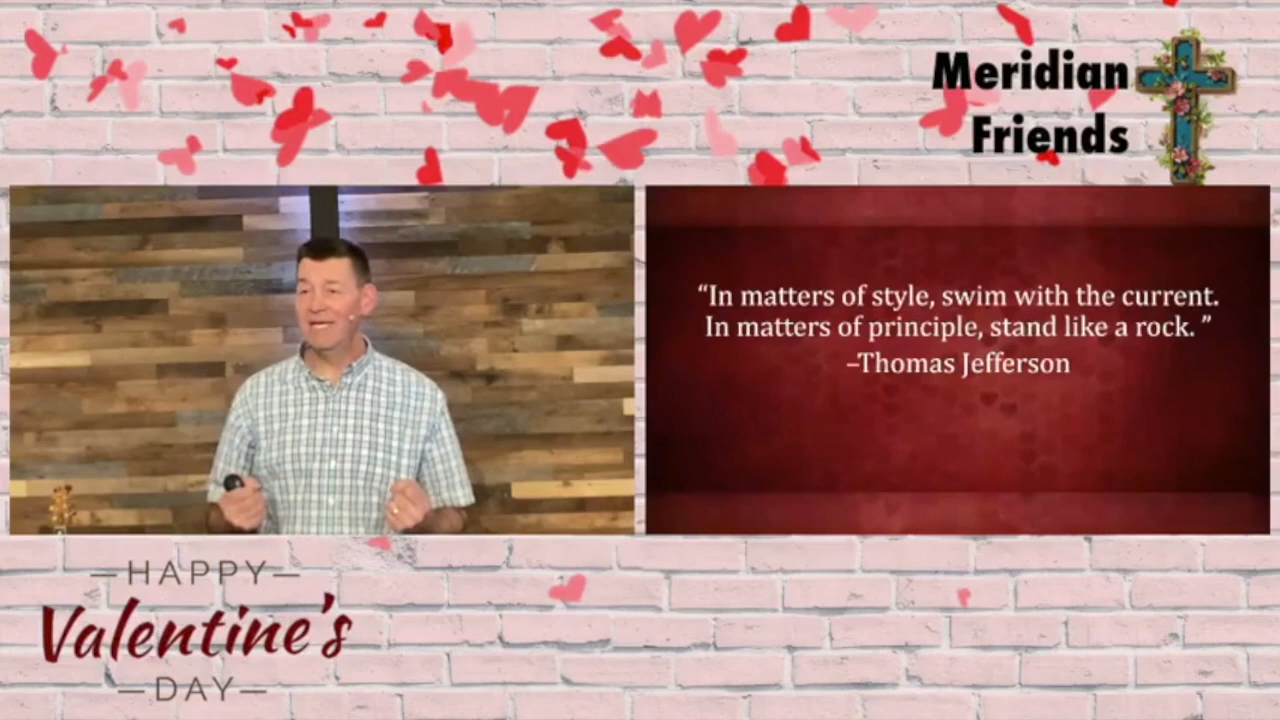 Meridian
Friends
“In matters of style, swim with the current.
In matters of principle, stand like a rock. ”
–Thomas Jefferson
—HAPPY—
Valentine's
—DAY—